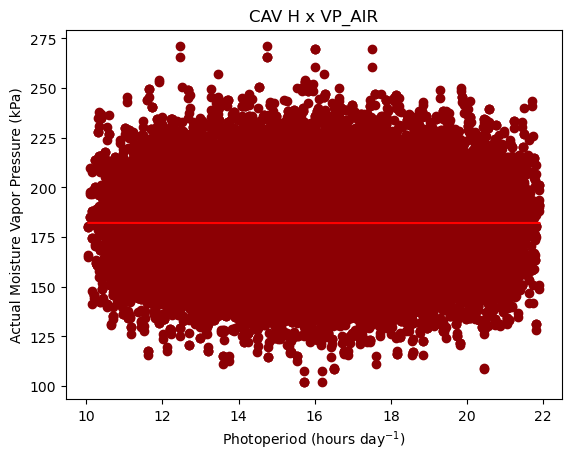 CAV H x VP_AIR
Actual Moisture Vapor Pressure (kPa)
275
250
225
200
175
150
125
100
10 12 14 16 18 20 22
Photoperiod (hours day⁻¹)